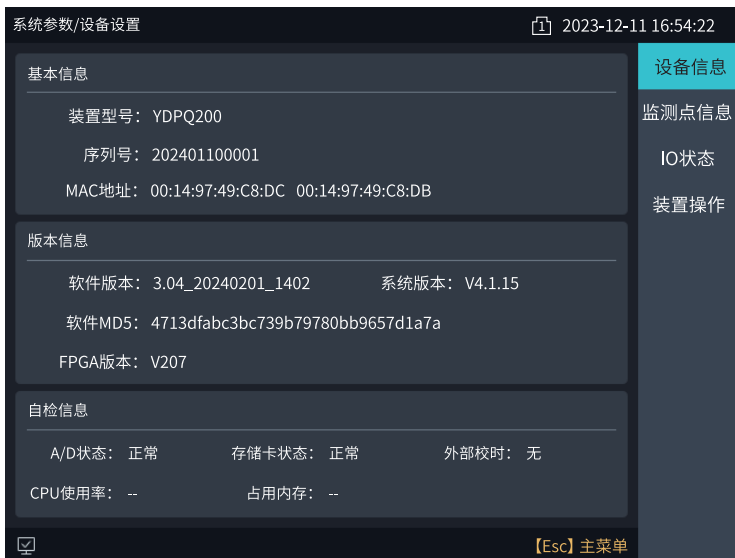 系统参数/设备设置 1 2023-12-11 16:54:22
设备信息
监测点信息
IO状态
装置操作
基本信息
装置型号： YDPQ200
序列号： 202401100001
MAC地址： 00:14:97:49:C8:DC 00:14:97:49:C8:DB
版本信息
软件版本： 3.04_20240201_1402 系统版本： V4.1.15
软件MD5： 4713dfabc3bc739b79780bb9657d1a7a
FPGA版本： V207
自检信息
A/D状态： 正常 存储卡状态： 正常 外部校时： 无
CPU使用率： -- 占用内存： --
【Esc】主菜单